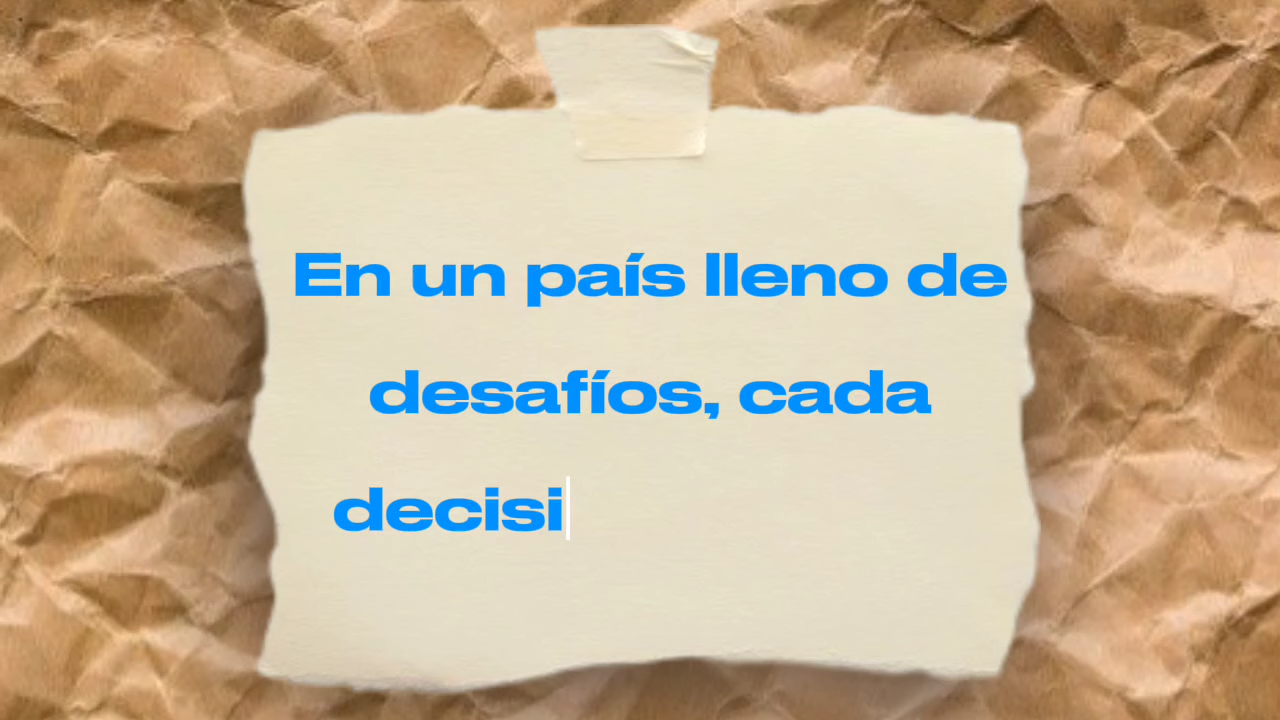 En un país lleno de
desafíos, cada
decisi